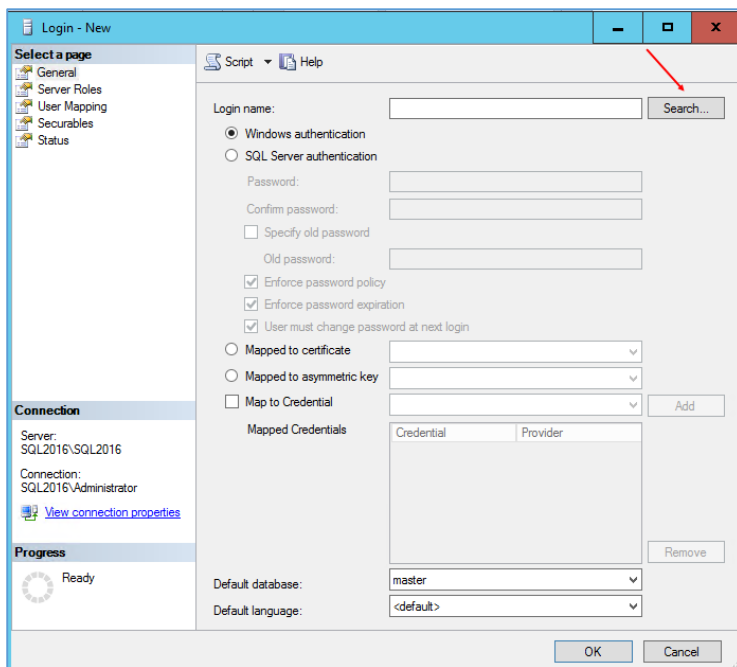 Login - New
Select a page
General
Server Roles
User Mapping
Securables
Status
Script
Help
Login name:
Search...
Windows authentication
SQL Server authentication
Password:
Confirm password:
Specify old password
Old password:
Enforce password policy
Enforce password expiration
User must change password at next login
Mapped to certificate
Mapped to asymmetric key
Map to Credential
Add
Mapped Credentials
Credential
Provider
Remove
Default database:
master
Default language:
<default>
Connection
Server:
SQL2016\SQL2016
Connection:
SQL2016\Administrator
View connection properties
Progress
Ready
OK
Cancel